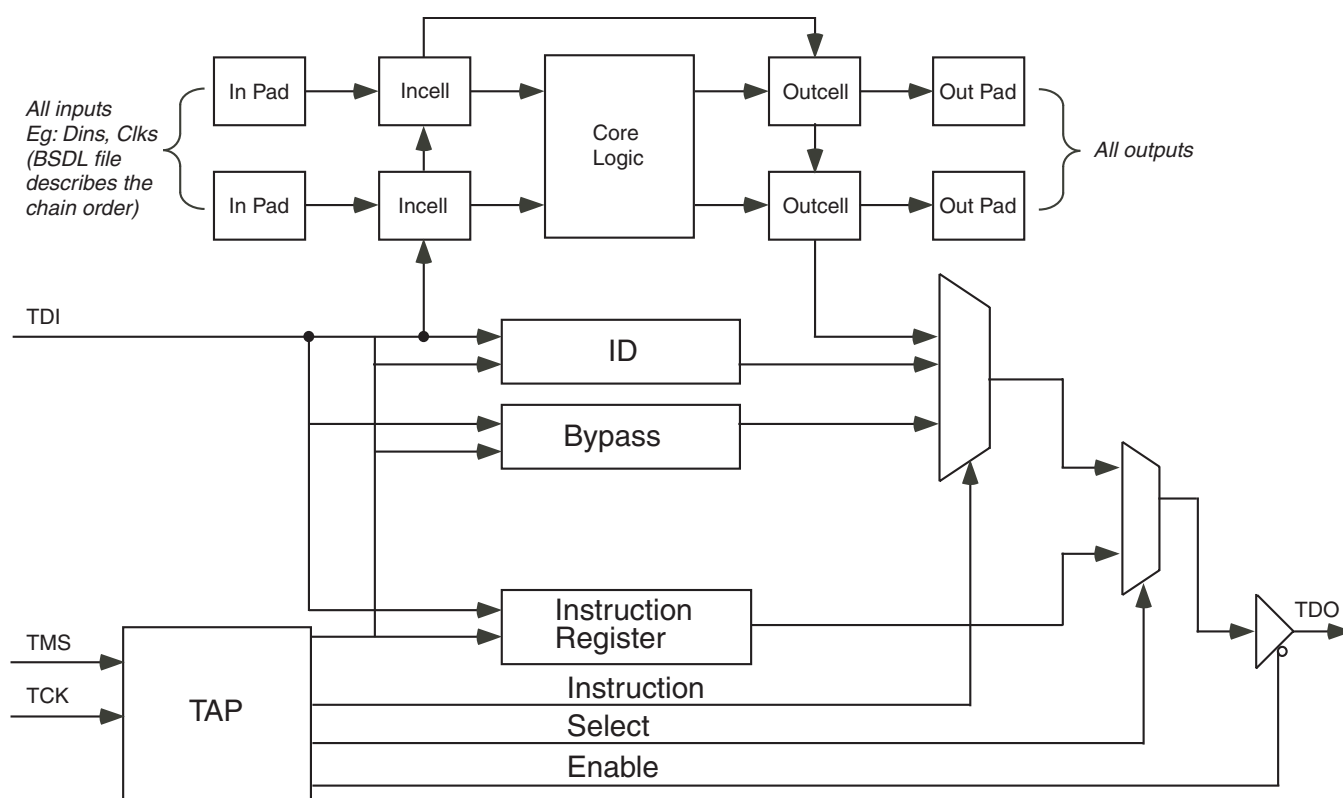 In Pad
Incell
Outcell
Out Pad
All inputs
Eg: Dins, Clks
(BSDL file
describes the
chain order)
Core
Logic
All outputs
In Pad
Incell
Outcell
Out Pad
TDI
ID
Bypass
Instruction
Register
TDO
TMS
TCK
TAP
Instruction
Select
Enable